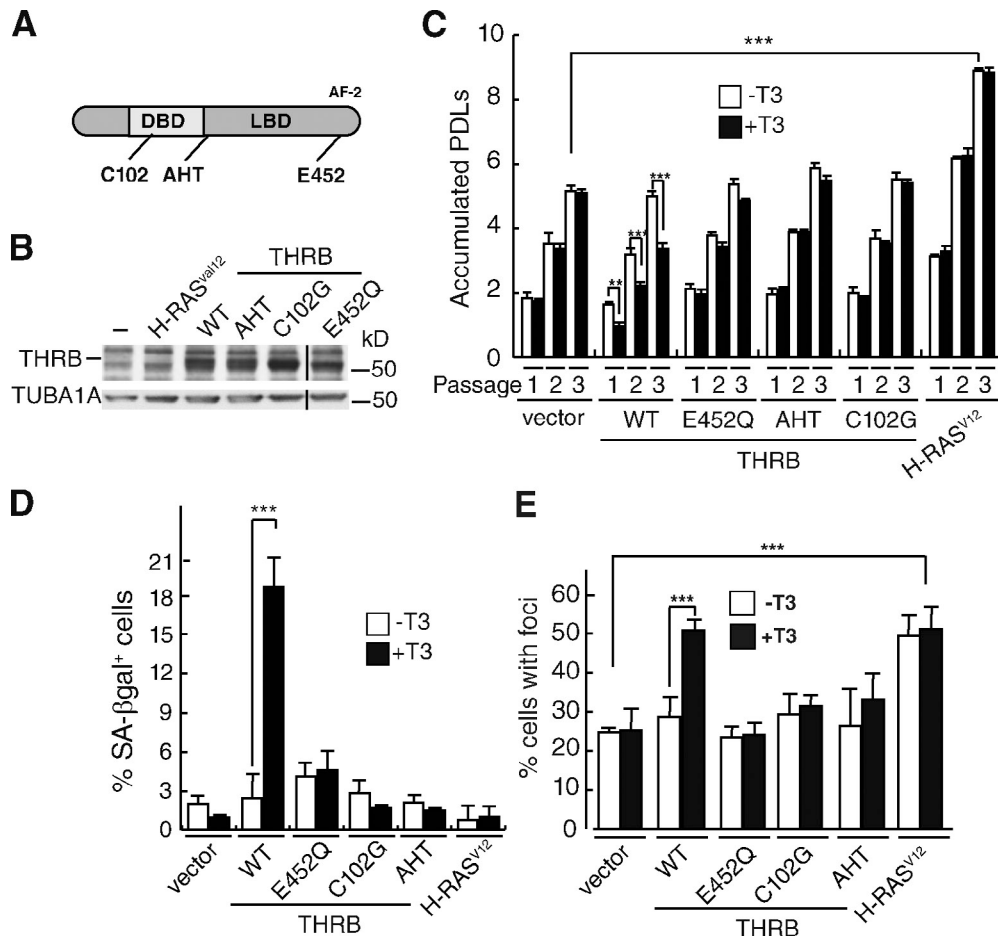 A
AF-2
DBD
LBD
C102
AHT
E452
B
THRB
–
H-RASval12
WT
AHT
C102G
E452Q
kD
THRB
50
TUBA1A
50
C
Accumulated PDLs
10
8
6
4
2
0
***
-T3
+T3
**
***
***
Passage 1 2 3 1 2 3 1 2 3 1 2 3 1 2 3 1 2 3
vector WT E452Q AHT C102G H-RASV12
THRB
D
% SA-βgal+ cells
21
18
15
12
9
6
3
0
***
-T3
+T3
vector WT E452Q C102G AHT H-RASV12
THRB
E
% cells with foci
60
50
40
30
20
10
0
***
***
-T3
+T3
vector WT E452Q C102G AHT H-RASV12
THRB